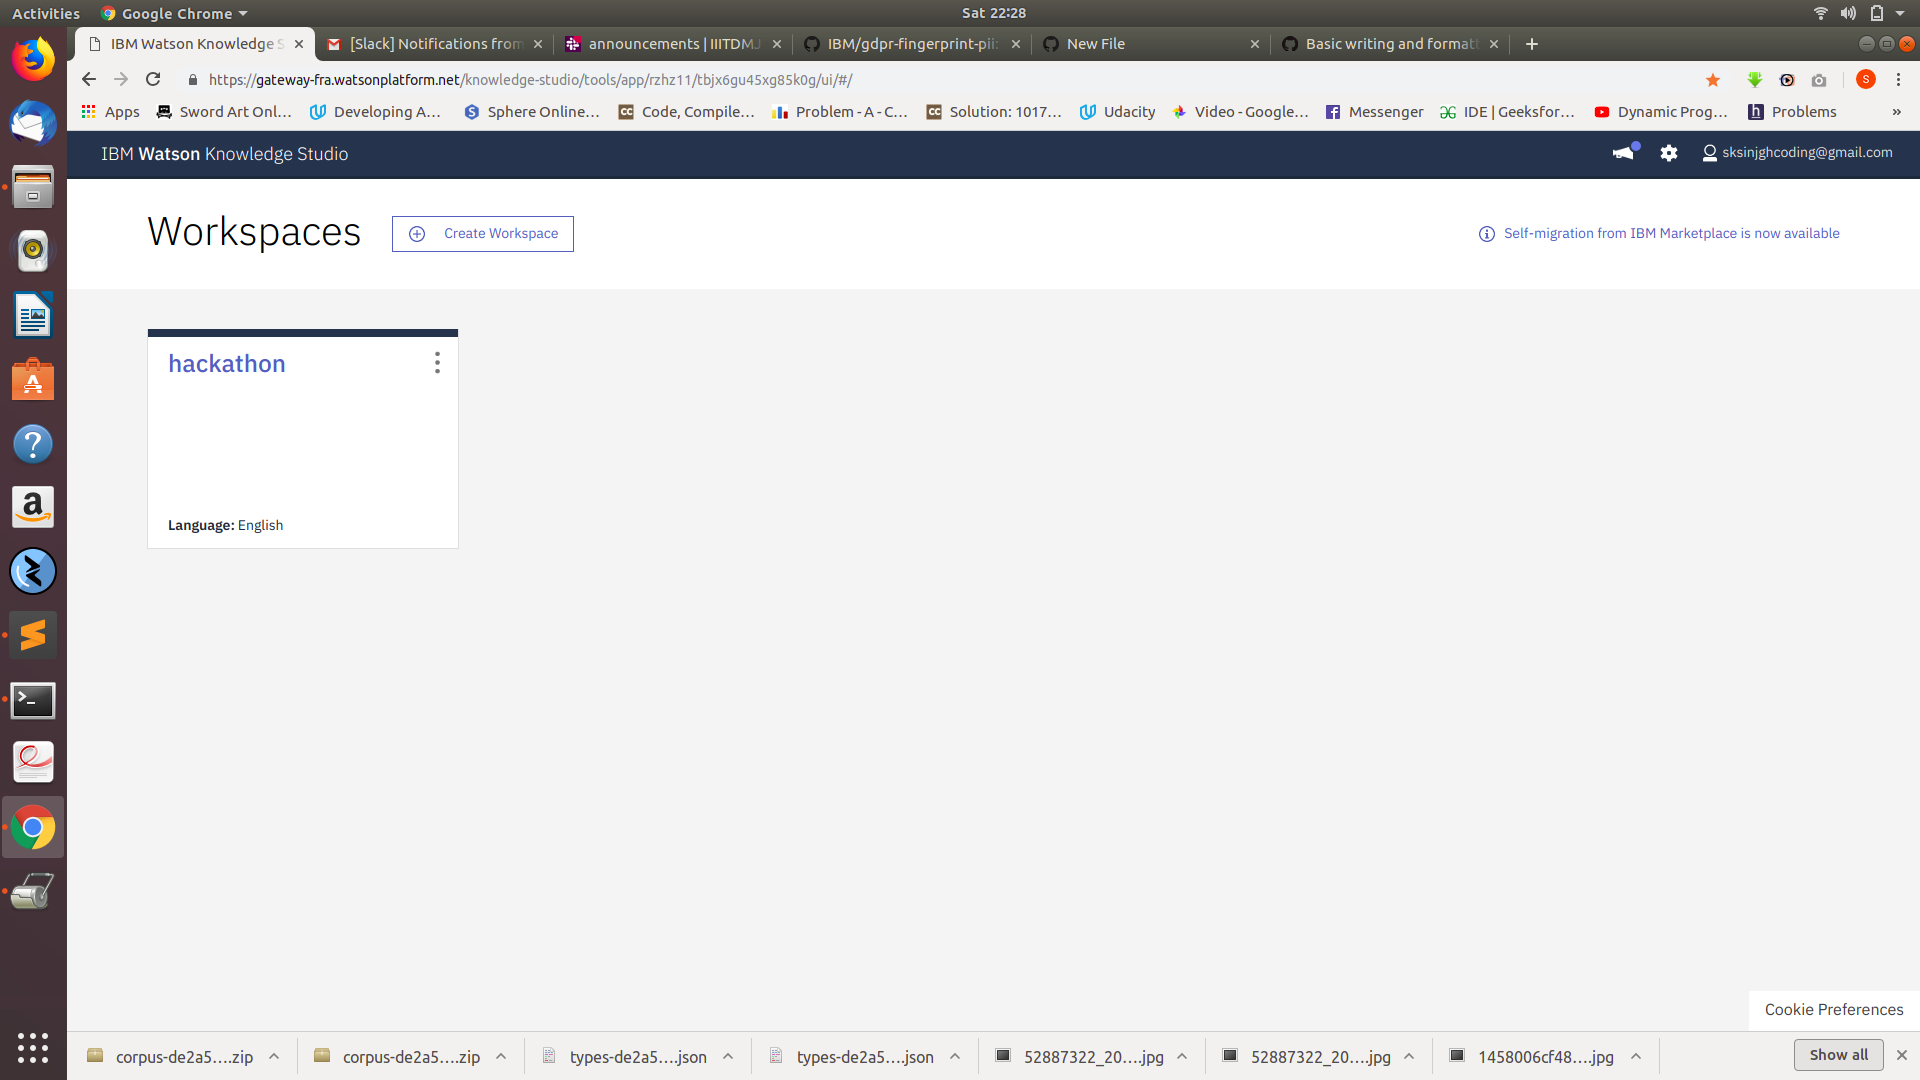 Activities Google Chrome Sat 22:28
IBM Watson Knowledge S [Slack] Notifications from announcements | IIITDMJ IBM/gdpr-fingerprint-pii: New File Basic writing and formatt
https://gateway-fra.watsonplatform.net/knowledge-studio/tools/app/rzhz11/tbjx6gu45xg85k0g/ui/#/ S
Apps Sword Art Onl... Developing A... Sphere Online... Code, Compile... Problem - A - C... Solution: 1017... Udacity Video - Google... Messenger IDE | Geeksfor... Dynamic Prog... Problems »
IBM Watson Knowledge Studio sksinjghcoding@gmail.com
Workspaces Create Workspace Self-migration from IBM Marketplace is now available
hackathon
Language: English
Cookie Preferences
corpus-de2a5....zip corpus-de2a5....zip types-de2a5....json types-de2a5....json 52887322_20....jpg 52887322_20....jpg 1458006cf48....jpg Show all